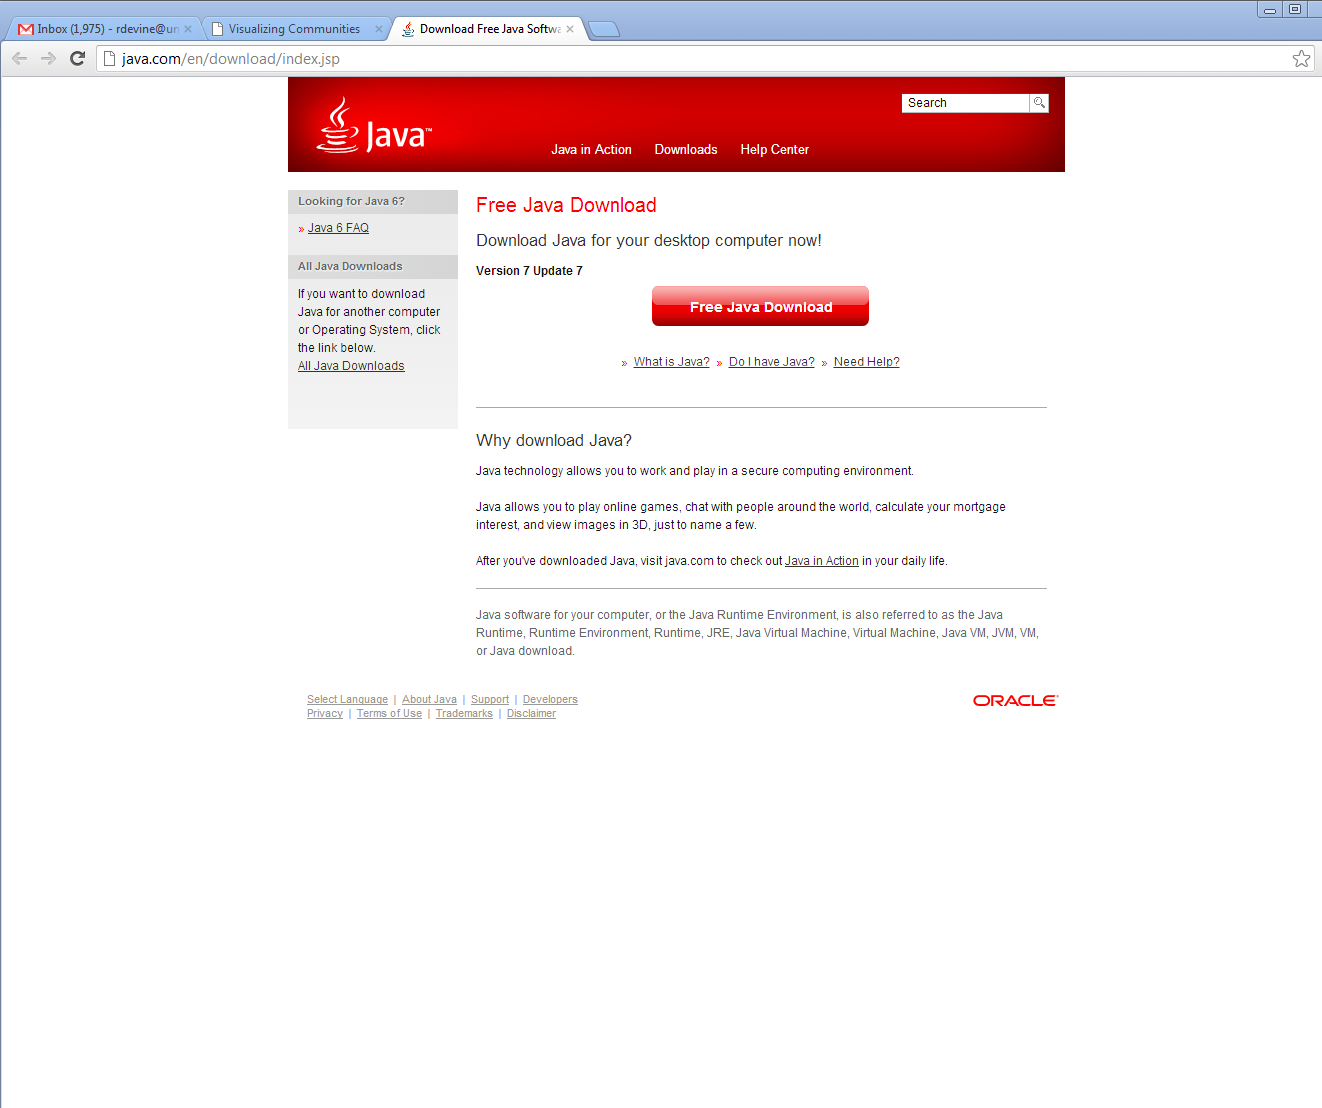 Inbox (1,975) - rdevine@un
Visualizing Communities
Download Free Java Softwa
java.com/en/download/index.jsp
Java™
Search
Java in Action
Downloads
Help Center
Looking for Java 6?
» Java 6 FAQ
All Java Downloads
If you want to download
Java for another computer
or Operating System, click
the link below.
All Java Downloads
Free Java Download
Download Java for your desktop computer now!
Version 7 Update 7
Free Java Download
» What is Java? » Do I have Java? » Need Help?
Why download Java?
Java technology allows you to work and play in a secure computing environment.
Java allows you to play online games, chat with people around the world, calculate your mortgage
interest, and view images in 3D, just to name a few.
After you've downloaded Java, visit java.com to check out Java in Action in your daily life.
Java software for your computer, or the Java Runtime Environment, is also referred to as the Java
Runtime, Runtime Environment, Runtime, JRE, Java Virtual Machine, Virtual Machine, Java VM, JVM, VM,
or Java download.
Select Language | About Java | Support | Developers
Privacy | Terms of Use | Trademarks | Disclaimer
ORACLE